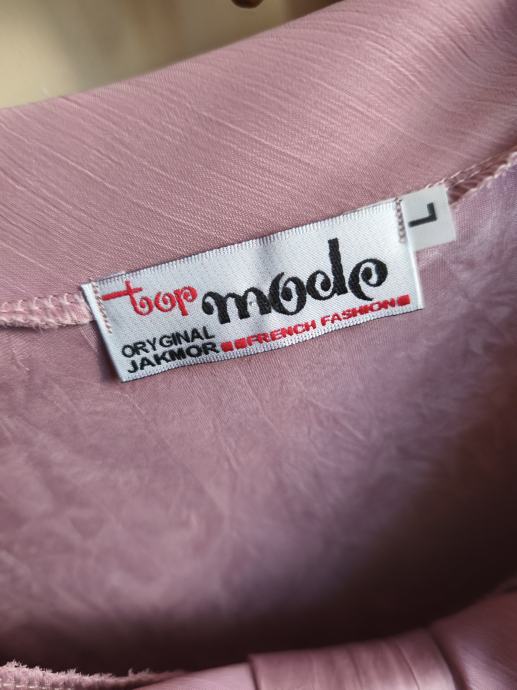 top mode
ORYGINAL
JAKMOR FRENCH FASHION
L